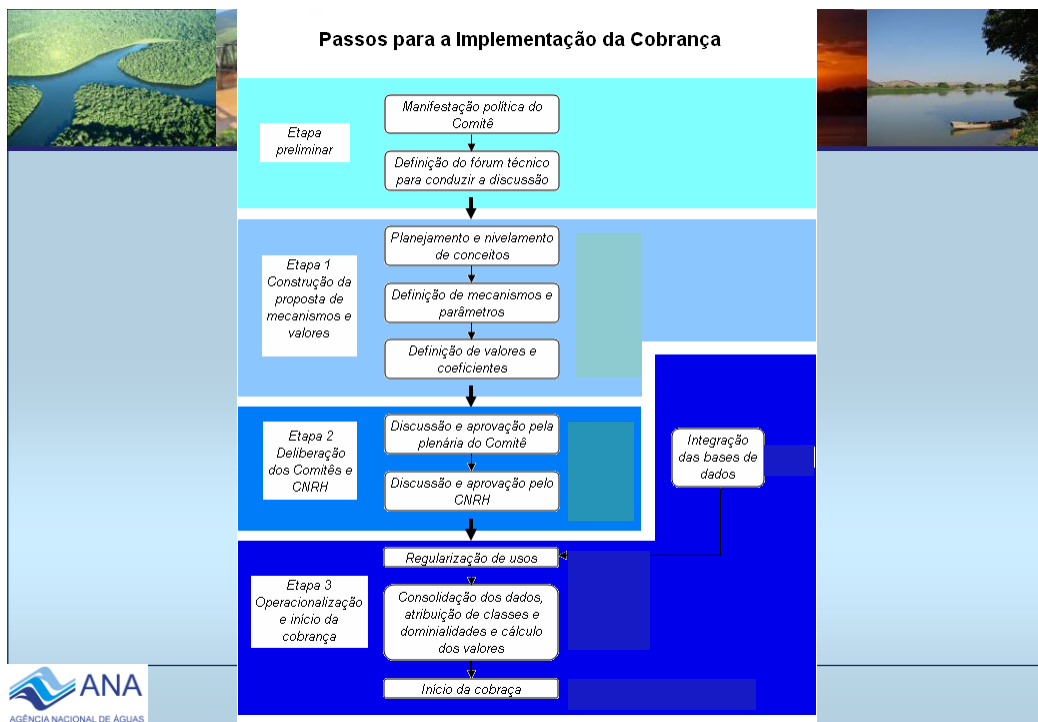 Passos para a Implementação da Cobrança
Etapa
preliminar
Manifestação política do
Comitê
Definição do fórum técnico
para conduzir a discussão
Etapa 1
Construção da
proposta de
mecanismos e
valores
Planejamento e nivelamento
de conceitos
Definição de mecanismos e
parâmetros
Definição de valores e
coeficientes
Etapa 2
Deliberação
dos Comitês e
CNRH
Discussão e aprovação pela
plenária do Comitê
Discussão e aprovação pelo
CNRH
Integração
das bases de
dados
Etapa 3
Operacionalização
e início da
cobrança
Regularização de usos
Consolidação dos dados,
atribuição de classes e
dominialidades e cálculo
dos valores
Início da cobraça
ANA
AGÊNCIA NACIONAL DE ÁGUAS